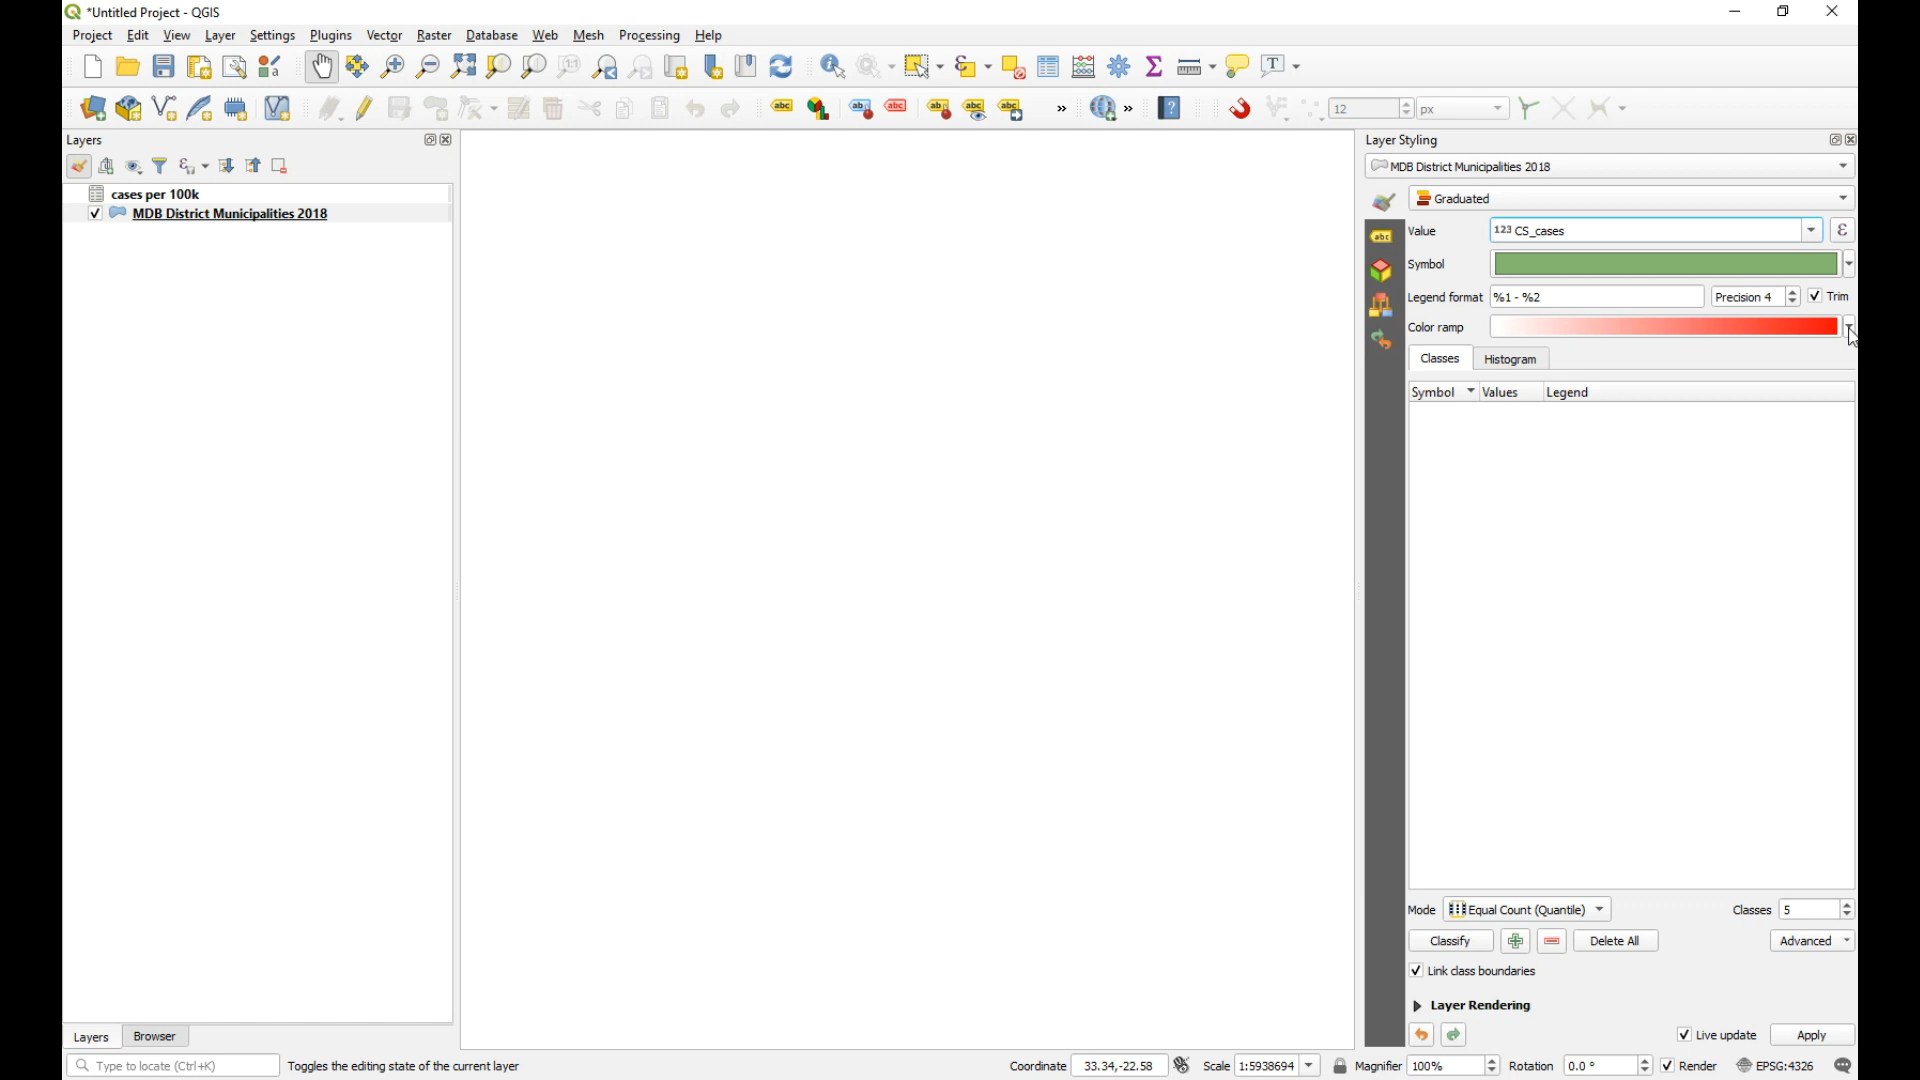 *Untitled Project - QGIS
Project Edit View Layer Settings Plugins Vector Raster Database Web Mesh Processing Help
12 px
Layers
cases per 100k
MDB District Municipalities 2018
Layer Styling
MDB District Municipalities 2018
Graduated
Value 123 CS_cases ε
Symbol
Legend format %1 - %2 Precision 4 Trim
Color ramp
Classes Histogram
Symbol Values Legend
Mode Equal Count (Quantile) Classes 5
Classify Delete All Advanced
Link class boundaries
Layer Rendering
Live update Apply
Layers Browser
Type to locate (Ctrl+K) Toggles the editing state of the current layer Coordinate 33.34,-22.58 Scale 1:5938694 Magnifier 100% Rotation 0.0 ° Render EPSG:4326